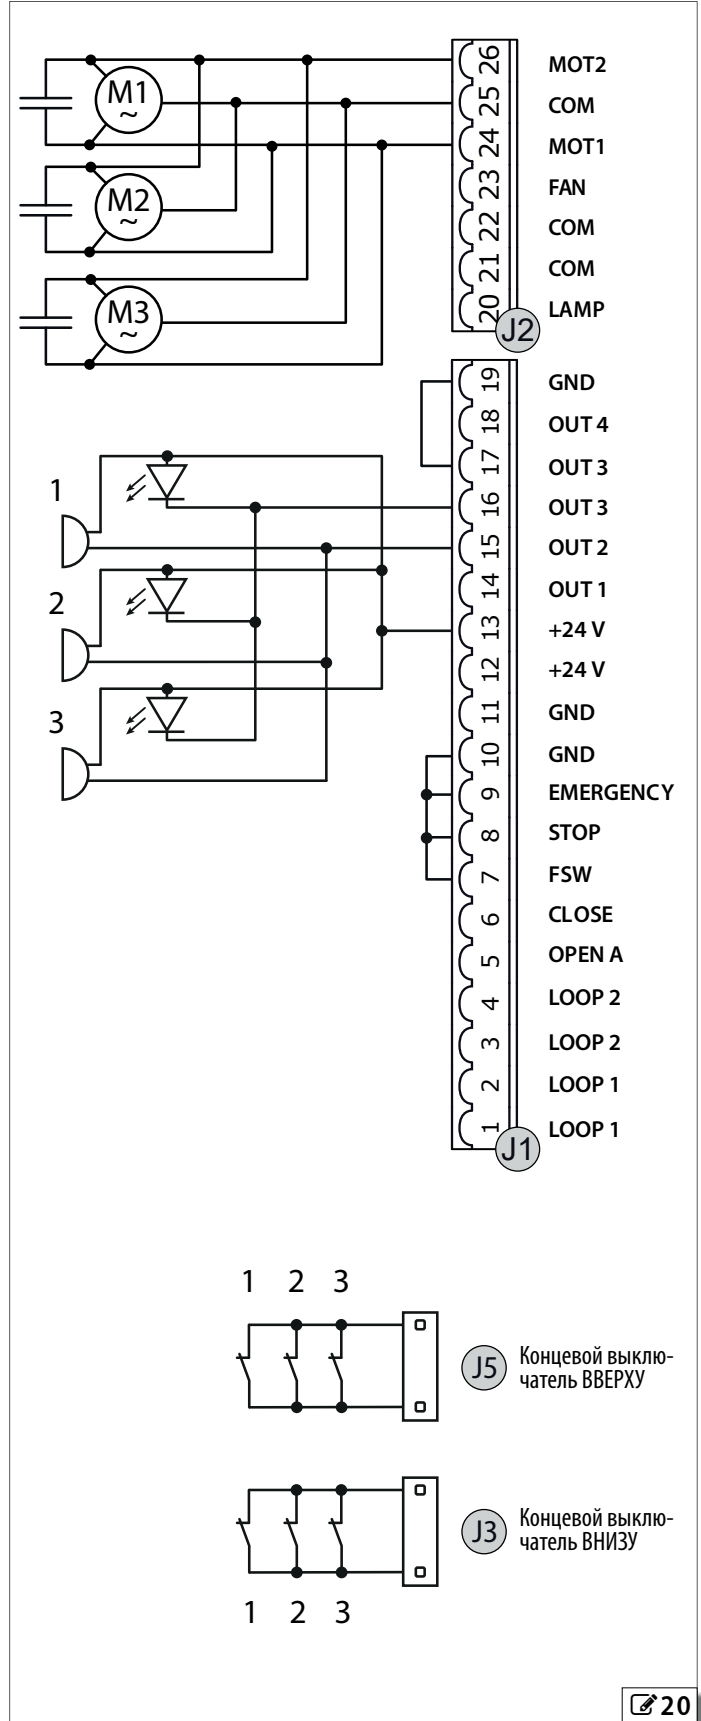 M1
~
M2
~
M3
~
26 MOT2
25 COM
24 MOT1
23 FAN
22 COM
21 COM
20 LAMP
J2
19 GND
18 OUT 4
17 OUT 3
16 OUT 3
15 OUT 2
14 OUT 1
13 +24 V
12 +24 V
11 GND
10 GND
9 EMERGENCY
8 STOP
7 FSW
6 CLOSE
5 OPEN A
4 LOOP 2
3 LOOP 2
2 LOOP 1
1 LOOP 1
J1
1
2
3
1 2 3
J5
Концевой выклю-
чатель ВВЕРХУ
J3
Концевой выклю-
чатель ВНИЗУ
1 2 3
20